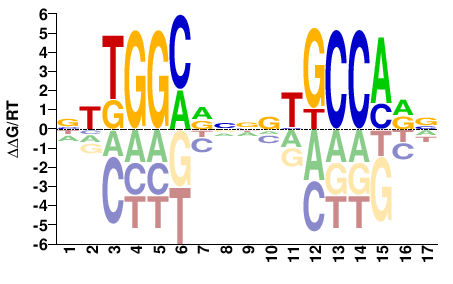 6
5
4
3
2
1
0
-1
-2
-3
-4
-5
-6
ΔΔG/RT
T G G C
G A
T A
G
T T G C C A
T C
A
G
A A A G C
C C C
T T T
A A A A T T
G G G G C
C T T
1 2 3 4 5 6 7 8 9 10 11 12 13 14 15 16 17